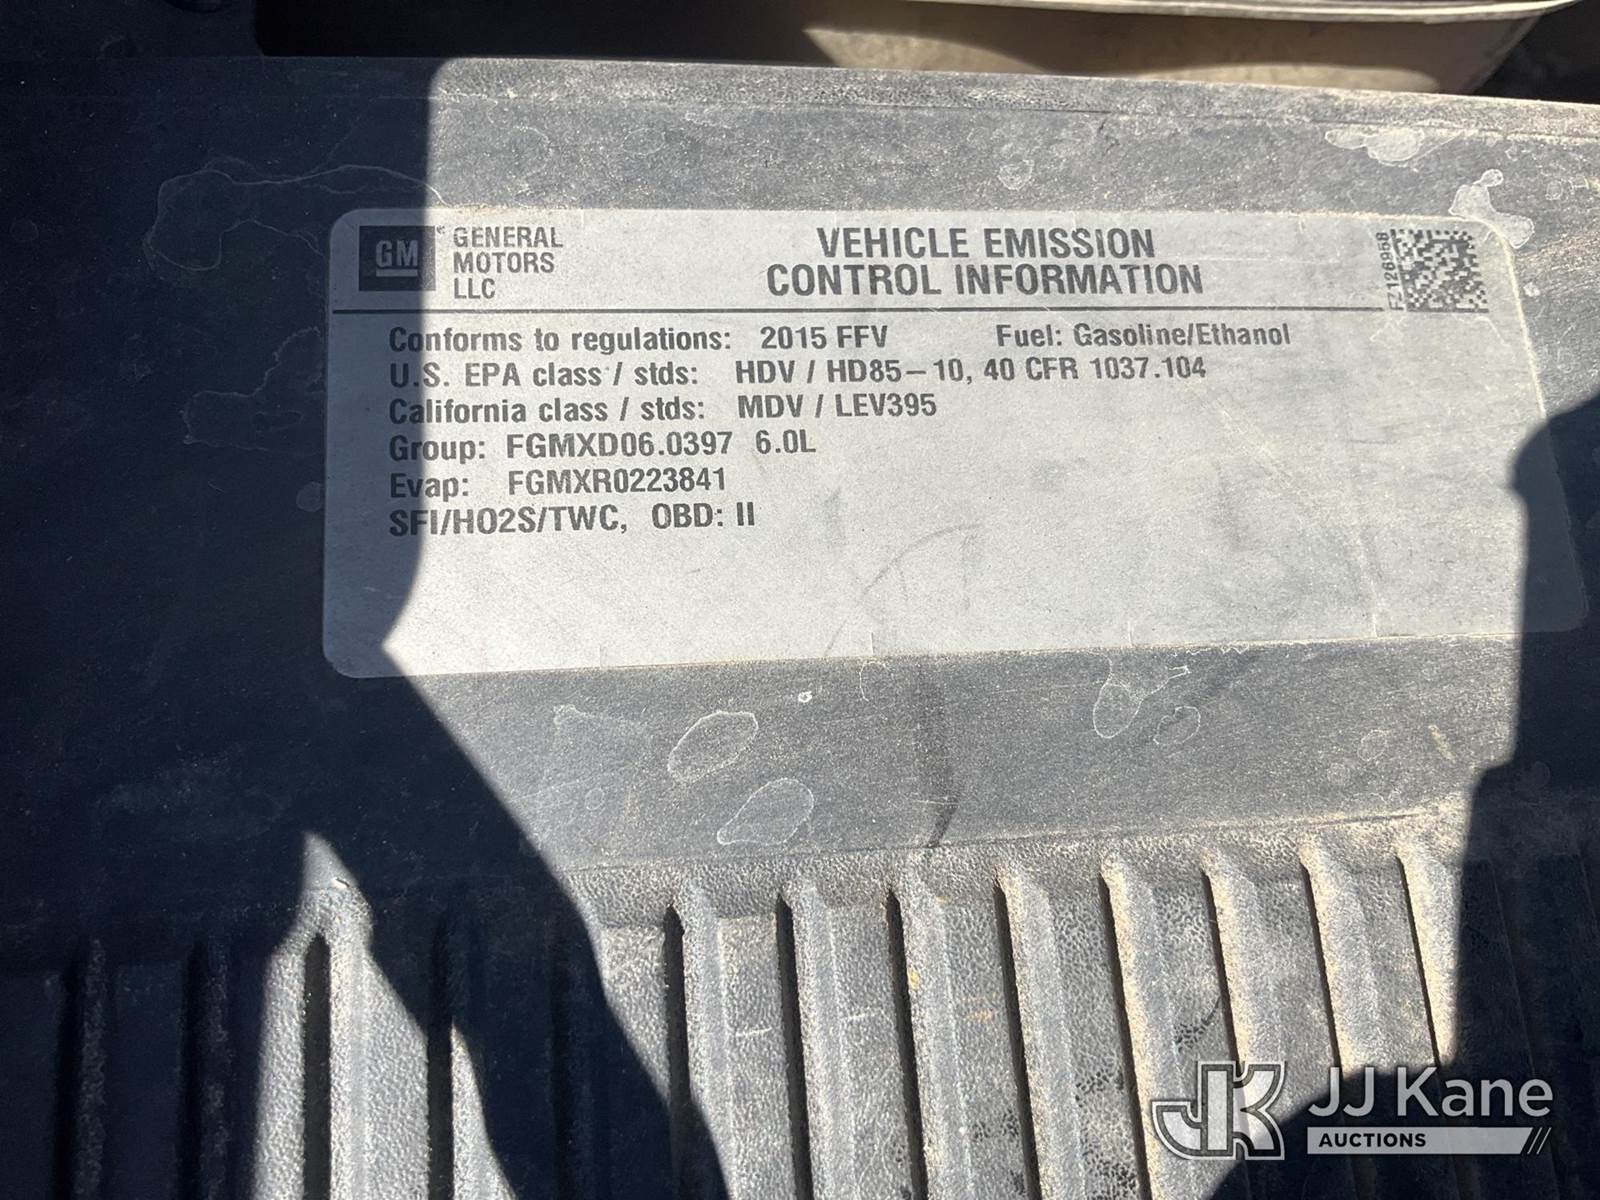 GM
GENERAL
MOTORS
LLC
VEHICLE EMISSION
CONTROL INFORMATION
FZ126958
Conforms to regulations: 2015 FFV Fuel: Gasoline/Ethanol
U.S. EPA class / stds: HDV / HD85-10, 40 CFR 1037.104
California class / stds: MDV / LEV395
Group: FGMXD06.0397 6.0L
Evap: FGMXR0223841
SFI/HO2S/TWC, OBD: II
JK JJ Kane
AUCTIONS